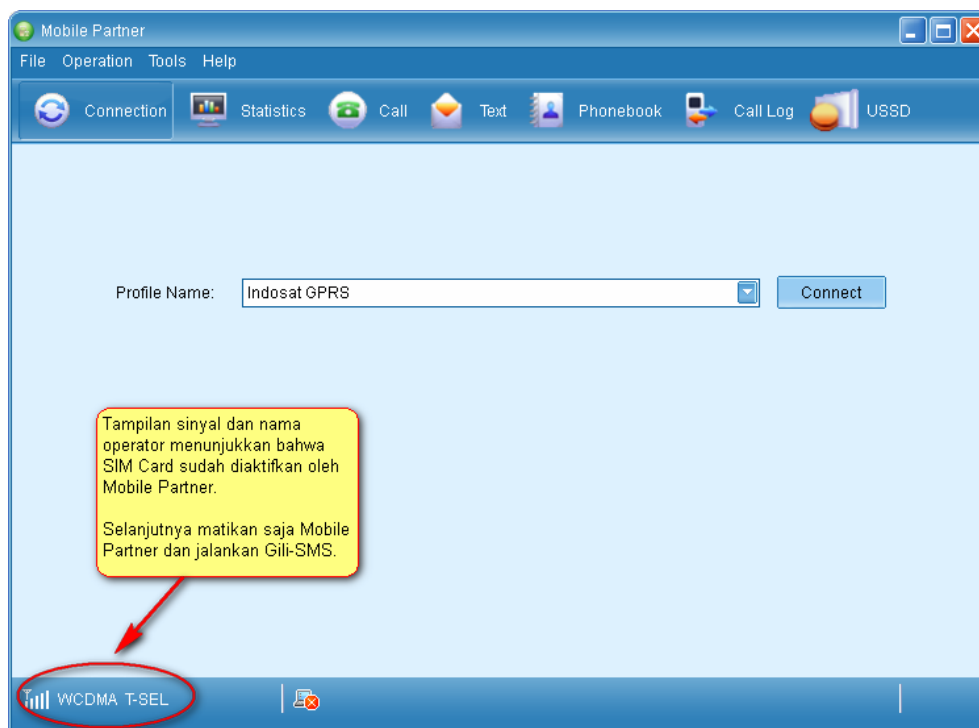 Mobile Partner
File Operation Tools Help
Connection Statistics Call Text Phonebook Call Log USSD
Profile Name: Indosat GPRS Connect
Tampilan sinyal dan nama
operator menunjukkan bahwa
SIM Card sudah diaktifkan oleh
Mobile Partner.
Selanjutnya matikan saja Mobile
Partner dan jalankan Gili-SMS.
WCDMA T-SEL